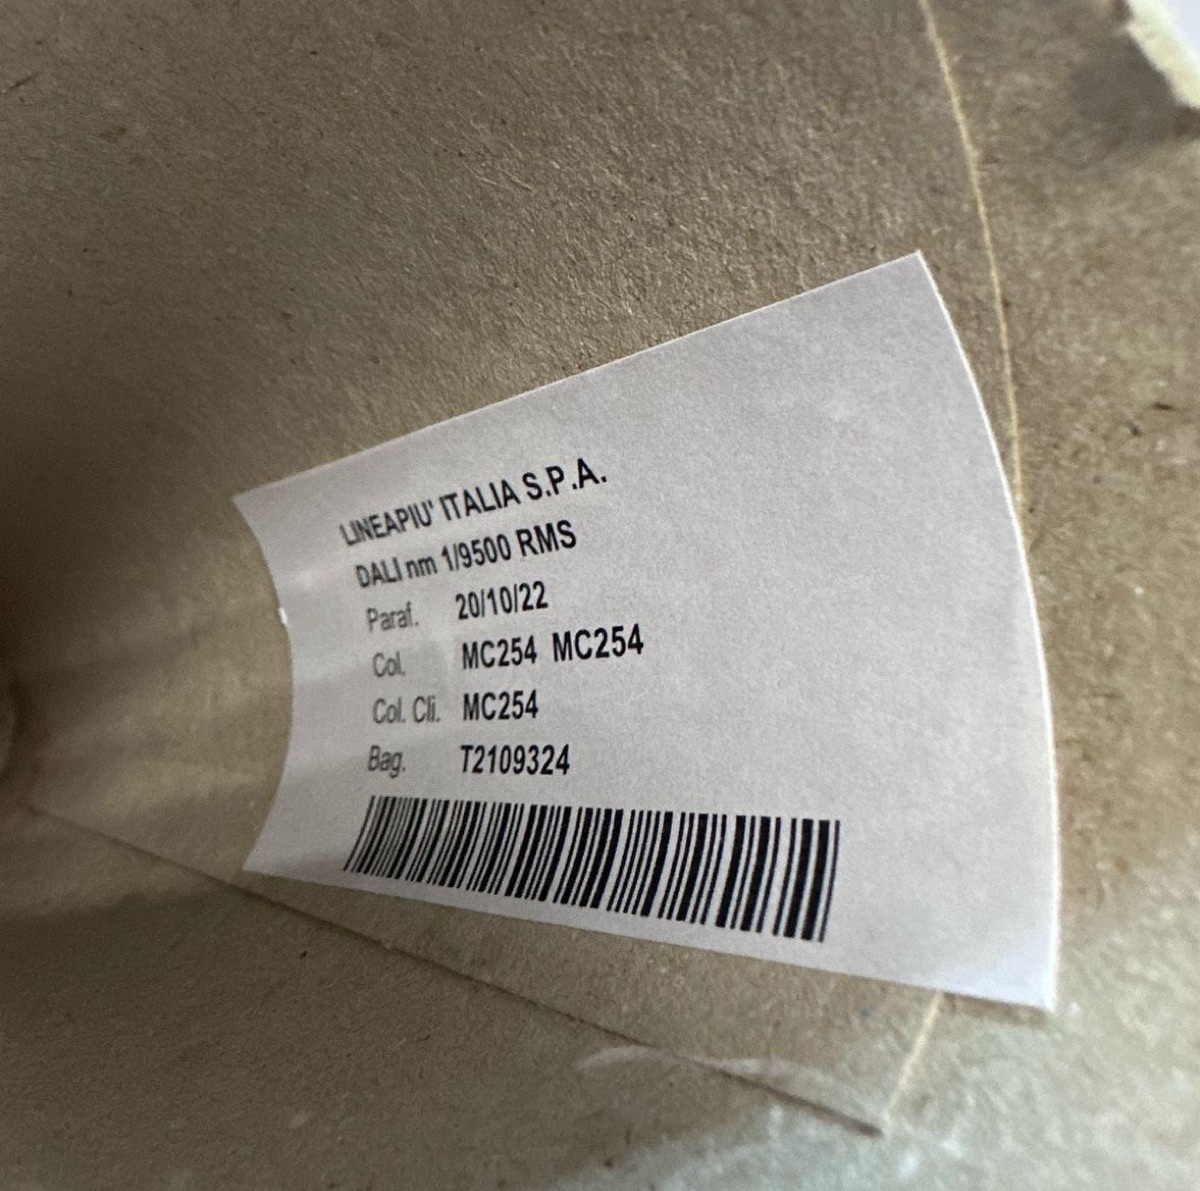 LINEAPIU' ITALIA S.P.A.
DALI nm 1/9500 RMS
Paraf. 20/10/22
Col. MC254 MC254
Col. Cli. MC254
Bag. T2109324